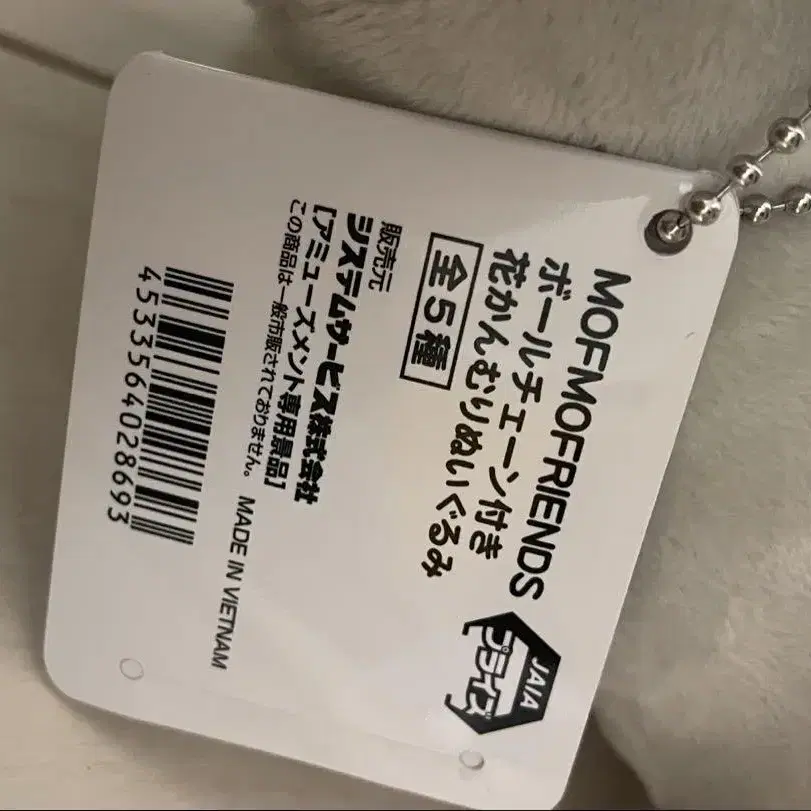 MOFMOFRIENDS
ボールチェーン付き
花かんむりぬいぐるみ
全5種
JAIA
プライズ
販売元
システムサービス株式会社
[アミューズメント専用景品]
この商品は一般市販されておりません。 MADE IN VIETNAM
4533564028693